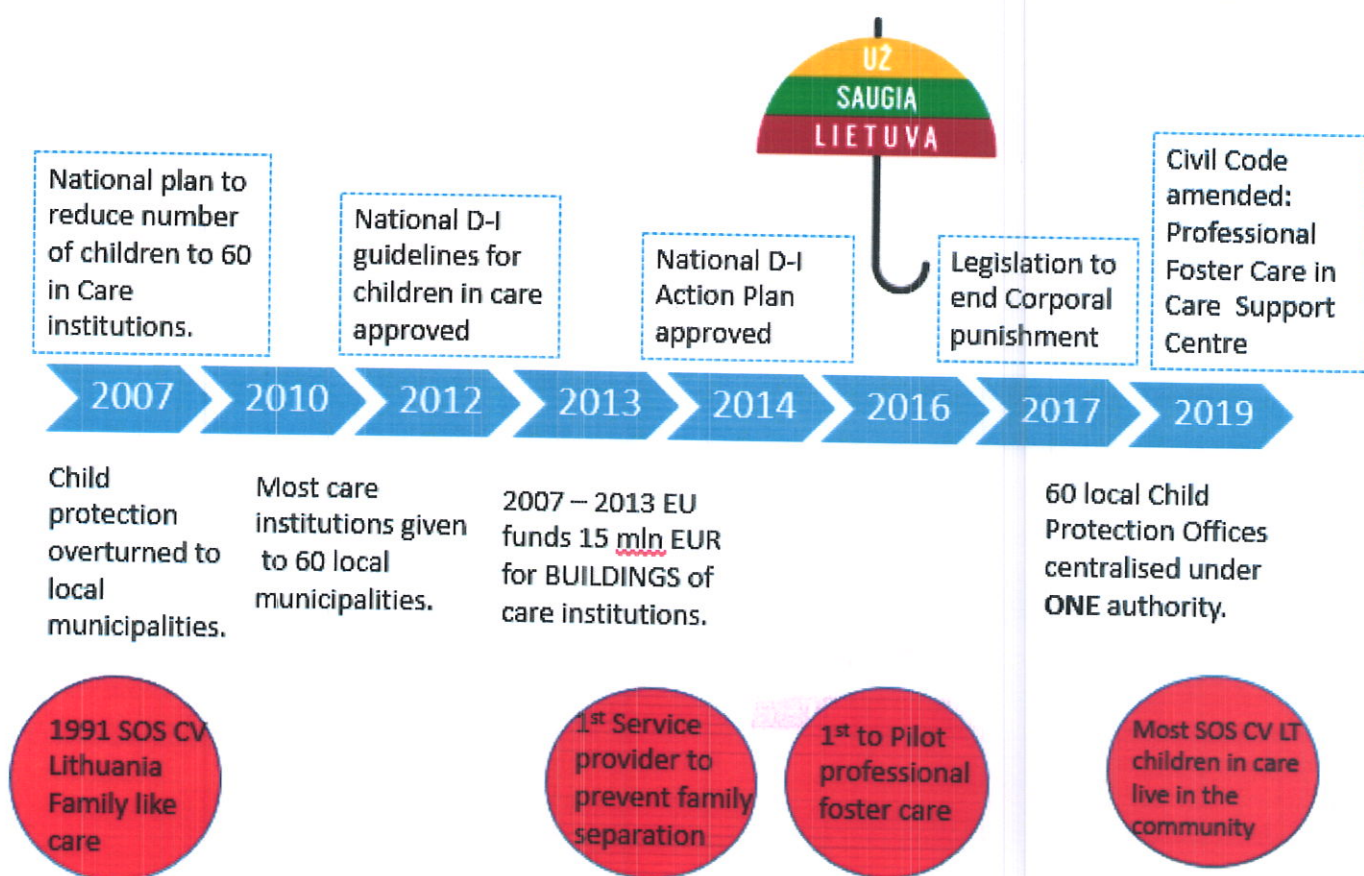 UŽ
SAUGIA
LIETUVA
National plan to
reduce number
of children to 60
in Care
institutions.
National D-I
guidelines for
children in care
approved
National D-I
Action Plan
approved
Legislation to
end Corporal
punishment
Civil Code
amended:
Professional
Foster Care in
Care Support
Centre
2007
2010
2012
2013
2014
2016
2017
2019
Child
protection
overturned to
local
municipalities.
Most care
institutions given
to 60 local
municipalities.
2007 – 2013 EU
funds 15 mln EUR
for BUILDINGS of
care institutions.
60 local Child
Protection Offices
centralised under
ONE authority.
1991 SOS CV
Lithuania
Family like
care
1st Service
provider to
prevent family
separation
1st to Pilot
professional
foster care
Most SOS CV LT
children in care
live in the
community